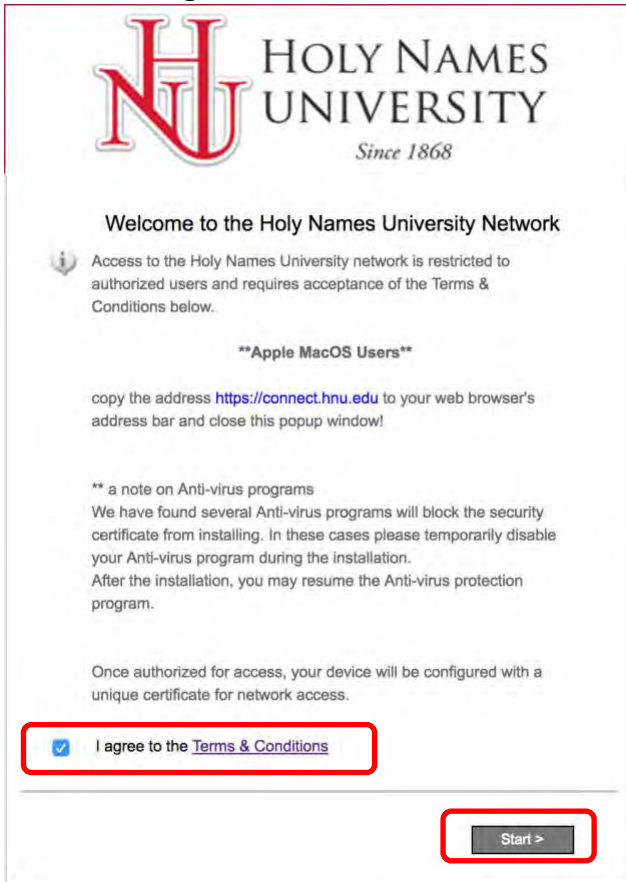 HNU
HOLY NAMES
UNIVERSITY
Since 1868
Welcome to the Holy Names University Network
Access to the Holy Names University network is restricted to
authorized users and requires acceptance of the Terms &
Conditions below.
**Apple MacOS Users**
copy the address https://connect.hnu.edu to your web browser's
address bar and close this popup window!
** a note on Anti-virus programs
We have found several Anti-virus programs will block the security
certificate from installing. In these cases please temporarily disable
your Anti-virus program during the installation.
After the installation, you may resume the Anti-virus protection
program.
Once authorized for access, your device will be configured with a
unique certificate for network access.
I agree to the Terms & Conditions
Start >